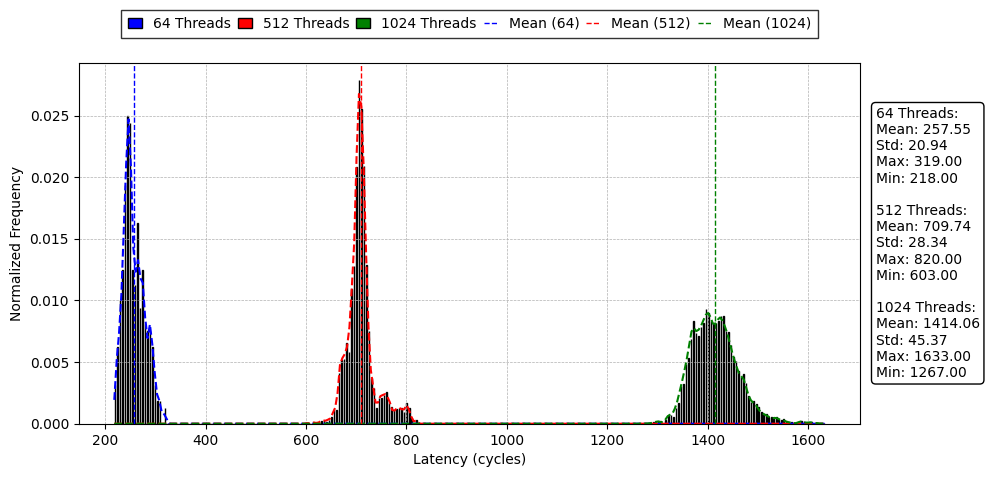 64 Threads 512 Threads 1024 Threads Mean (64) Mean (512) Mean (1024)
0.025
0.020
0.015
0.010
0.005
0.000
Normalized Frequency
200 400 600 800 1000 1200 1400 1600
Latency (cycles)
64 Threads:
Mean: 257.55
Std: 20.94
Max: 319.00
Min: 218.00
512 Threads:
Mean: 709.74
Std: 28.34
Max: 820.00
Min: 603.00
1024 Threads:
Mean: 1414.06
Std: 45.37
Max: 1633.00
Min: 1267.00